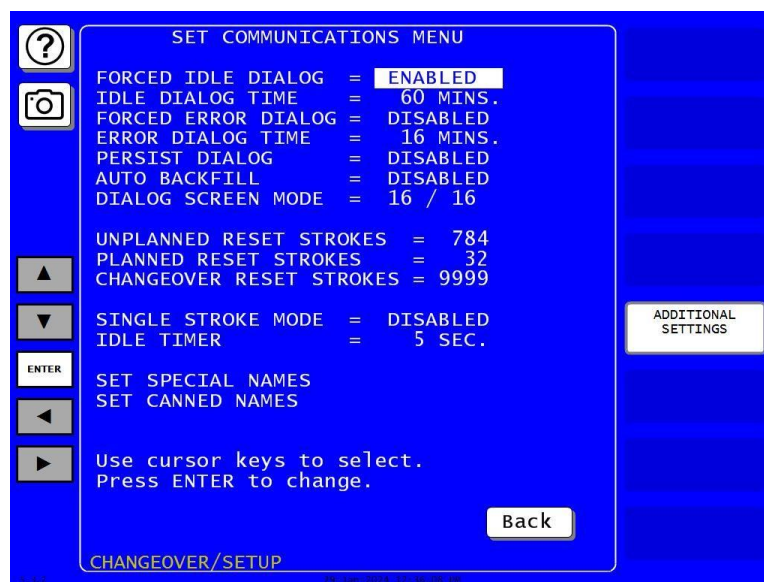 ?
SET COMMUNICATIONS MENU
FORCED IDLE DIALOG = ENABLED
IDLE DIALOG TIME = 60 MINS.
FORCED ERROR DIALOG = DISABLED
ERROR DIALOG TIME = 16 MINS.
PERSIST DIALOG = DISABLED
AUTO BACKFILL = DISABLED
DIALOG SCREEN MODE = 16 / 16
UNPLANNED RESET STROKES = 784
PLANNED RESET STROKES = 32
CHANGEOVER RESET STROKES = 9999
SINGLE STROKE MODE = DISABLED
IDLE TIMER = 5 SEC.
SET SPECIAL NAMES
SET CANNED NAMES
Use cursor keys to select.
Press ENTER to change.
Back
CHANGEOVER/SETUP
ENTER
ADDITIONAL
SETTINGS